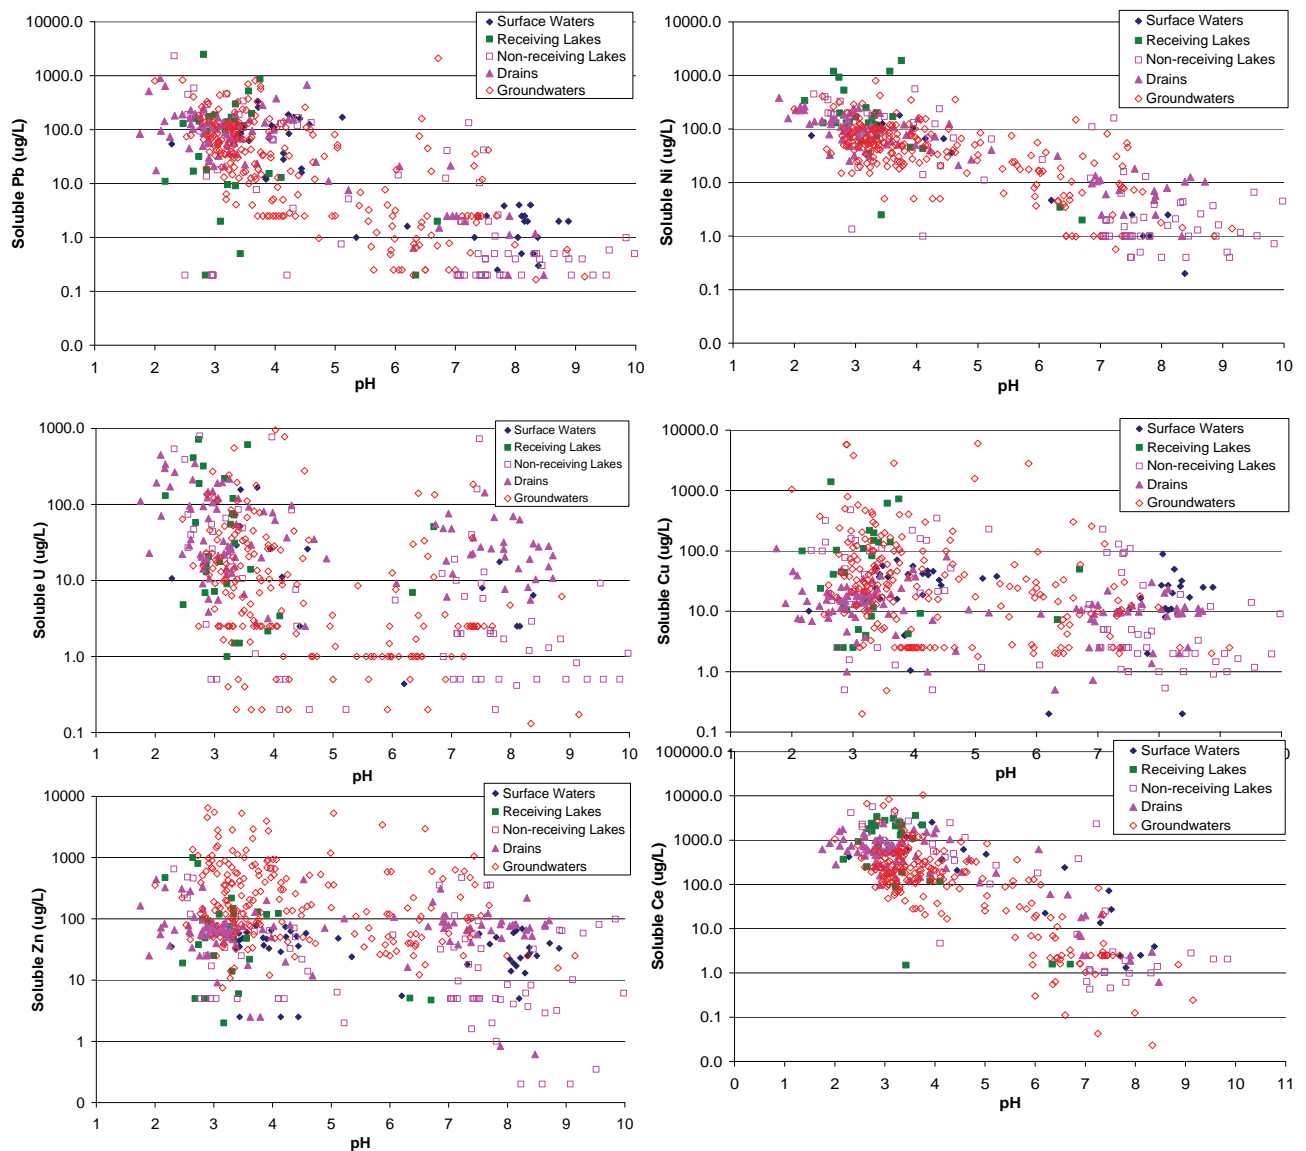 10000.0
1000.0
100.0
10.0
1.0
0.1
0.0
Soluble Pb (ug/L)
1 2 3 4 5 6 7 8 9 10
pH
Surface Waters
Receiving Lakes
Non-receiving Lakes
Drains
Groundwaters
10000.0
1000.0
100.0
10.0
1.0
0.1
0.0
Soluble Ni (ug/L)
1 2 3 4 5 6 7 8 9 10
pH
Surface Waters
Receiving Lakes
Non-receiving Lakes
Drains
Groundwaters
1000.0
100.0
10.0
1.0
0.1
Soluble U (ug/L)
1 2 3 4 5 6 7 8 9 10
pH
Surface Waters
Receiving Lakes
Non-receiving Lakes
Drains
Groundwaters
10000.0
1000.0
100.0
10.0
1.0
0.1
Soluble Cu (ug/L)
1 2 3 4 5 6 7
pH
Surface Waters
Receiving Lakes
Non-receiving Lakes
Drains
Groundwaters
10000
1000
100
10
1
0
Soluble Zn (ug/L)
1 2 3 4 5 6 7 8 9 10
pH
Surface Waters
Receiving Lakes
Non-receiving Lakes
Drains
Groundwaters
100000.0
10000.0
1000.0
100.0
10.0
1.0
0.1
0.0
Soluble Ce (ug/L)
0 1 2 3 4 5 6 7 8 9 10 11
pH
Surface Waters
Receiving Lakes
Non-receiving Lakes
Drains
Groundwaters